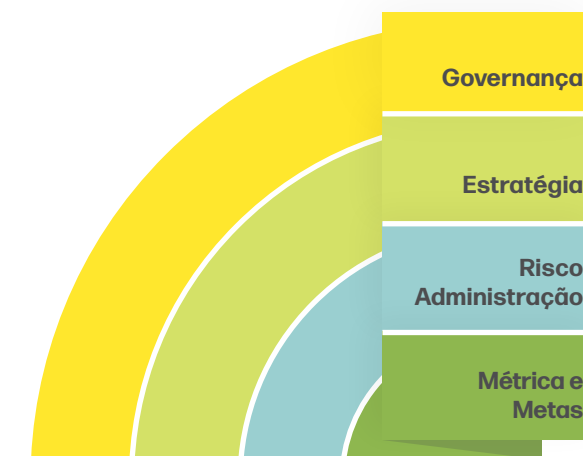 Governança
Estratégia
Risco
Administração
Métrica e
Metas